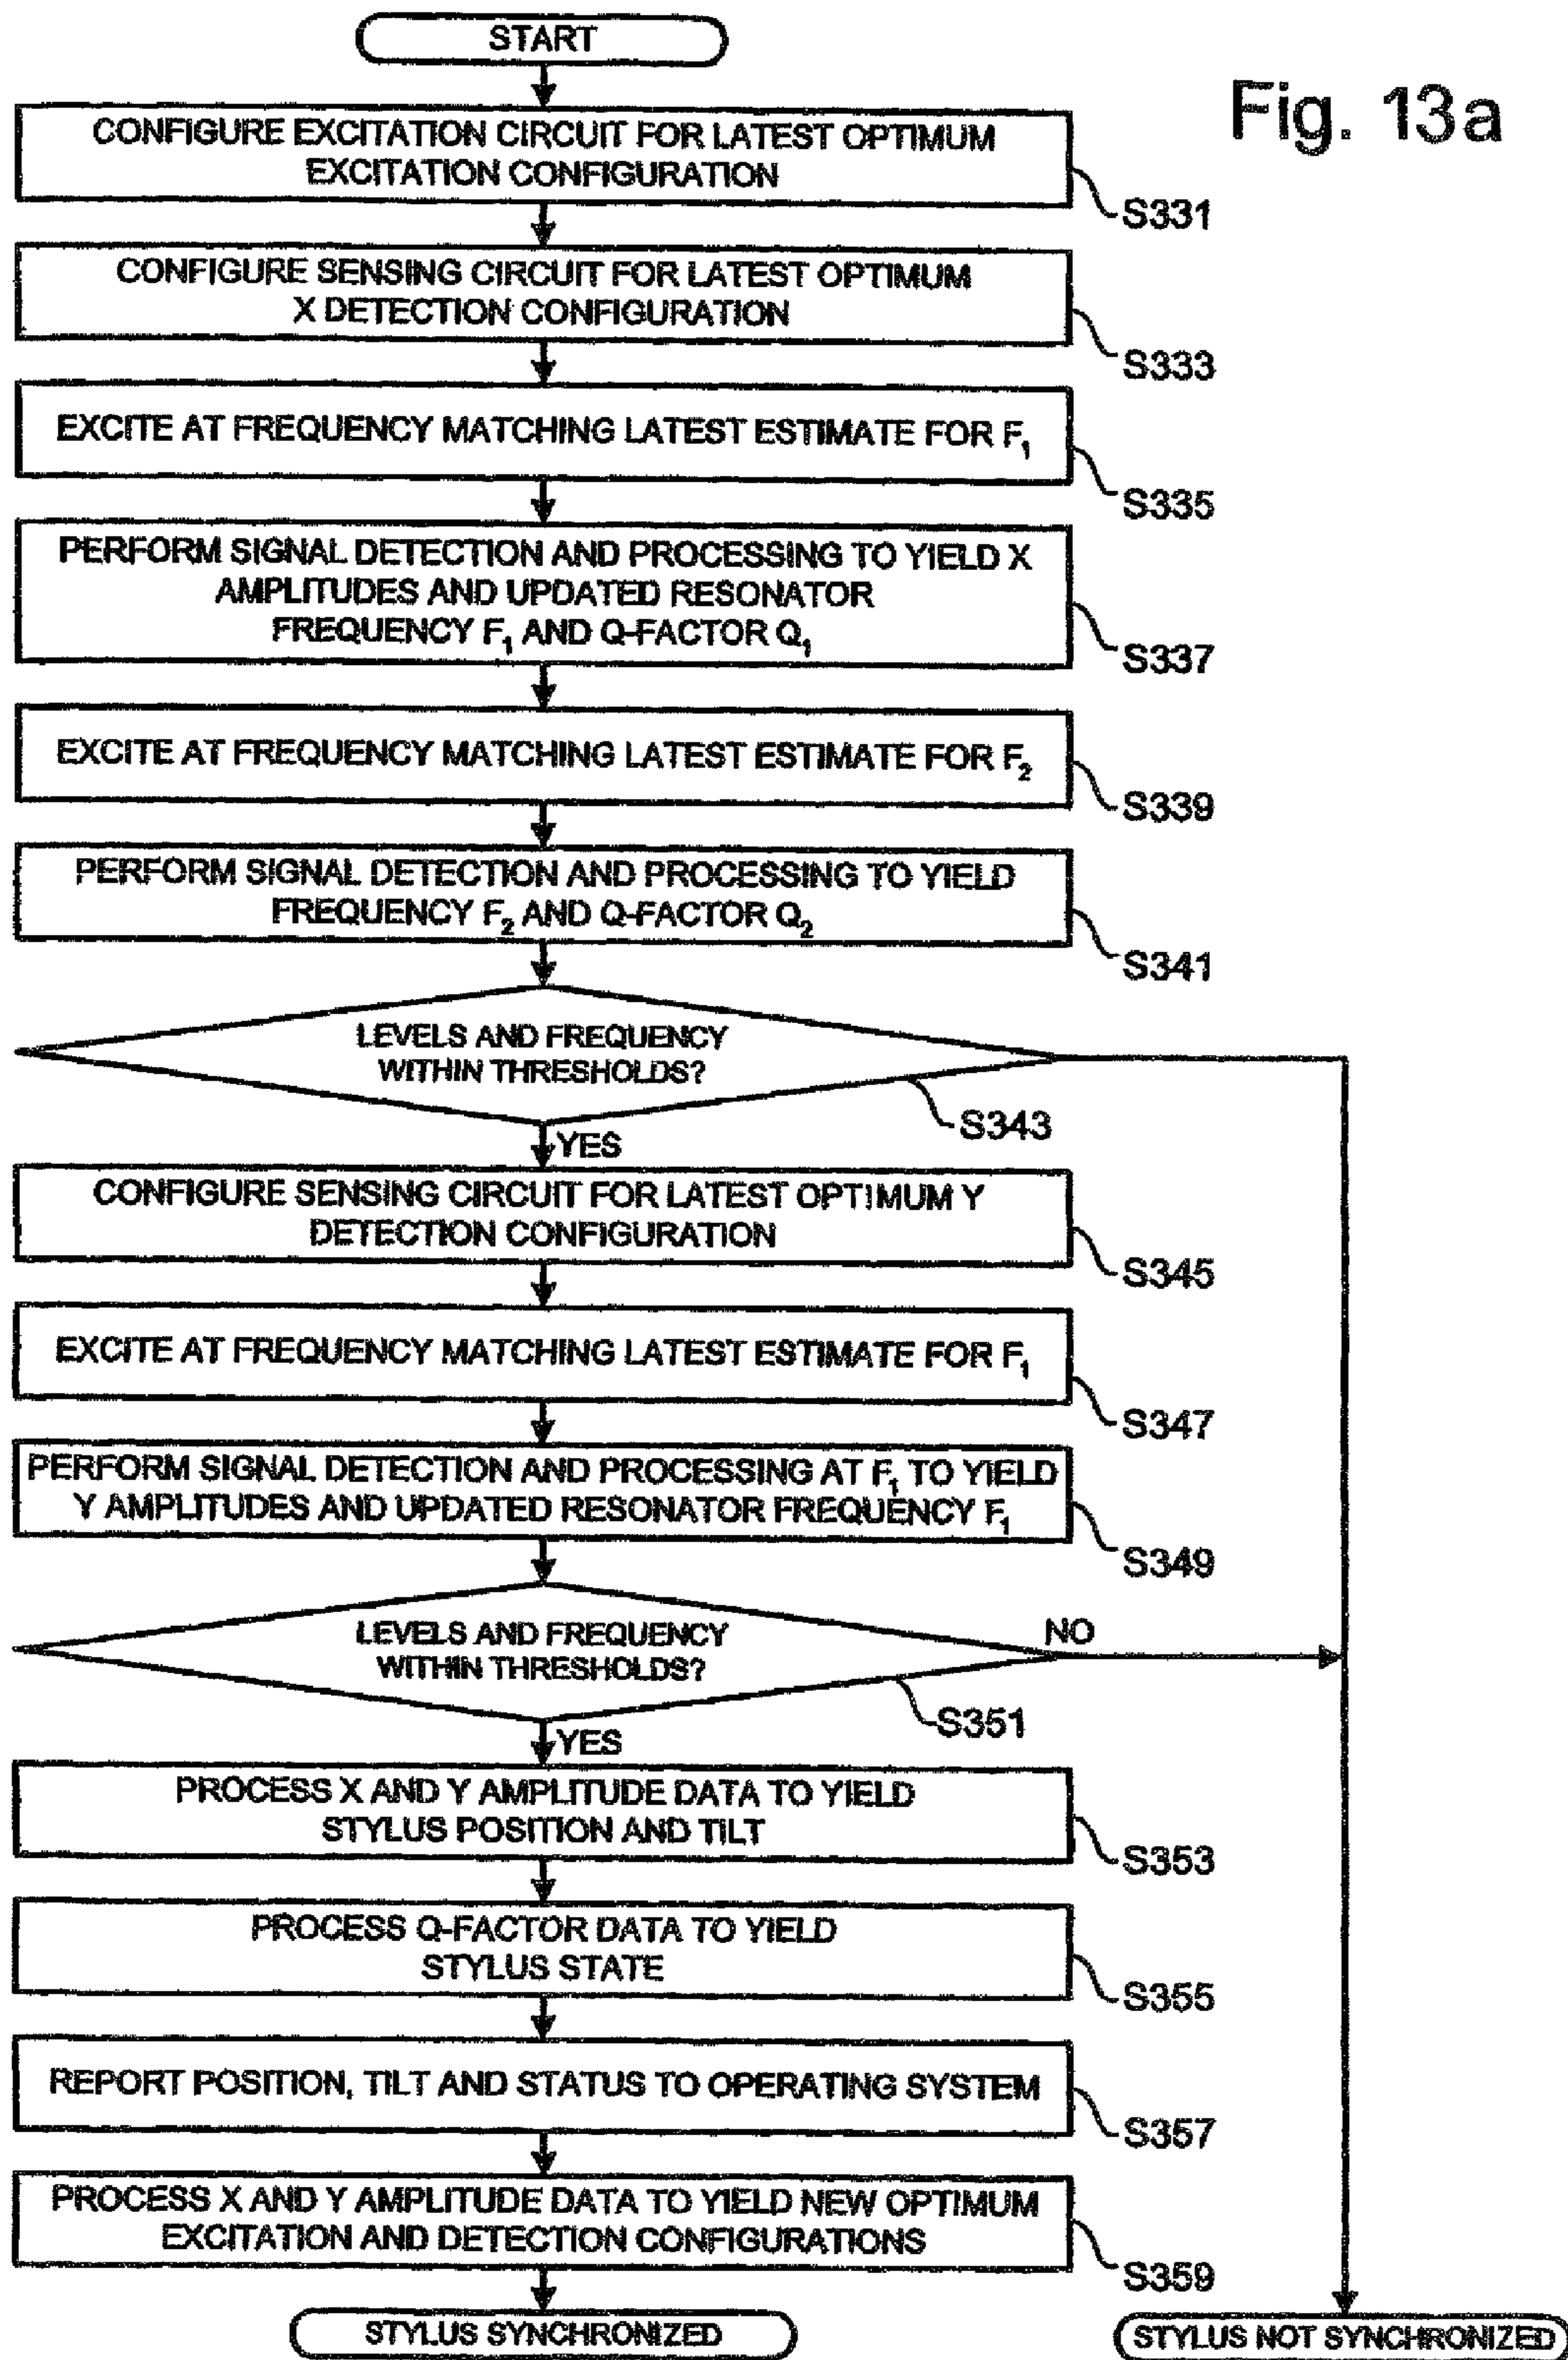 START
Fig. 13a
CONFIGURE EXCITATION CIRCUIT FOR LATEST OPTIMUM
EXCITATION CONFIGURATION
S331
CONFIGURE SENSING CIRCUIT FOR LATEST OPTIMUM
X DETECTION CONFIGURATION
S333
EXCITE AT FREQUENCY MATCHING LATEST ESTIMATE FOR F₁
S335
PERFORM SIGNAL DETECTION AND PROCESSING TO YIELD X
AMPLITUDES AND UPDATED RESONATOR
FREQUENCY F₁ AND Q-FACTOR Q₁
S337
EXCITE AT FREQUENCY MATCHING LATEST ESTIMATE FOR F₂
S339
PERFORM SIGNAL DETECTION AND PROCESSING TO YIELD
FREQUENCY F₂ AND Q-FACTOR Q₂
S341
LEVELS AND FREQUENCY
WITHIN THRESHOLDS?
S343
YES
CONFIGURE SENSING CIRCUIT FOR LATEST OPTIMUM Y
DETECTION CONFIGURATION
S345
EXCITE AT FREQUENCY MATCHING LATEST ESTIMATE FOR F₁
S347
PERFORM SIGNAL DETECTION AND PROCESSING AT F₁ TO YIELD
Y AMPLITUDES AND UPDATED RESONATOR FREQUENCY F₁
S349
LEVELS AND FREQUENCY
WITHIN THRESHOLDS?
NO
S351
YES
PROCESS X AND Y AMPLITUDE DATA TO YIELD
STYLUS POSITION AND TILT
S353
PROCESS Q-FACTOR DATA TO YIELD
STYLUS STATE
S355
REPORT POSITION, TILT AND STATUS TO OPERATING SYSTEM
S357
PROCESS X AND Y AMPLITUDE DATA TO YIELD NEW OPTIMUM
EXCITATION AND DETECTION CONFIGURATIONS
S359
STYLUS SYNCHRONIZED
STYLUS NOT SYNCHRONIZED